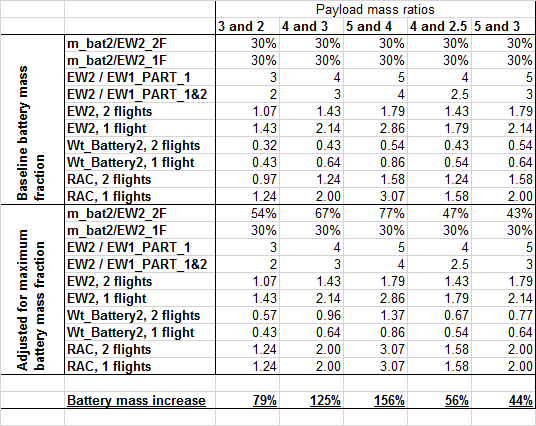 Payload mass ratios
3 and 2 4 and 3 5 and 4 4 and 2.5 5 and 3
Baseline battery mass fraction
m_bat2/EW2_2F 30% 30% 30% 30% 30%
m_bat2/EW2_1F 30% 30% 30% 30% 30%
EW2 / EW1_PART_1 3 4 5 4 5
EW2 / EW1_PART_1&2 2 3 4 2.5 3
EW2, 2 flights 1.07 1.43 1.79 1.43 1.79
EW2, 1 flight 1.43 2.14 2.86 1.79 2.14
Wt_Battery2, 2 flights 0.32 0.43 0.54 0.43 0.54
Wt_Battery2, 1 flight 0.43 0.64 0.86 0.54 0.64
RAC, 2 flights 0.97 1.24 1.58 1.24 1.58
RAC, 1 flights 1.24 2.00 3.07 1.58 2.00
Adjusted for maximum battery mass fraction
m_bat2/EW2_2F 54% 67% 77% 47% 43%
m_bat2/EW2_1F 30% 30% 30% 30% 30%
EW2 / EW1_PART_1 3 4 5 4 5
EW2 / EW1_PART_1&2 2 3 4 2.5 3
EW2, 2 flights 1.07 1.43 1.79 1.43 1.79
EW2, 1 flight 1.43 2.14 2.86 1.79 2.14
Wt_Battery2, 2 flights 0.57 0.96 1.37 0.67 0.77
Wt_Battery2, 1 flight 0.43 0.64 0.86 0.54 0.64
RAC, 2 flights 1.24 2.00 3.07 1.58 2.00
RAC, 1 flights 1.24 2.00 3.07 1.58 2.00
Battery mass increase 79% 125% 156% 56% 44%